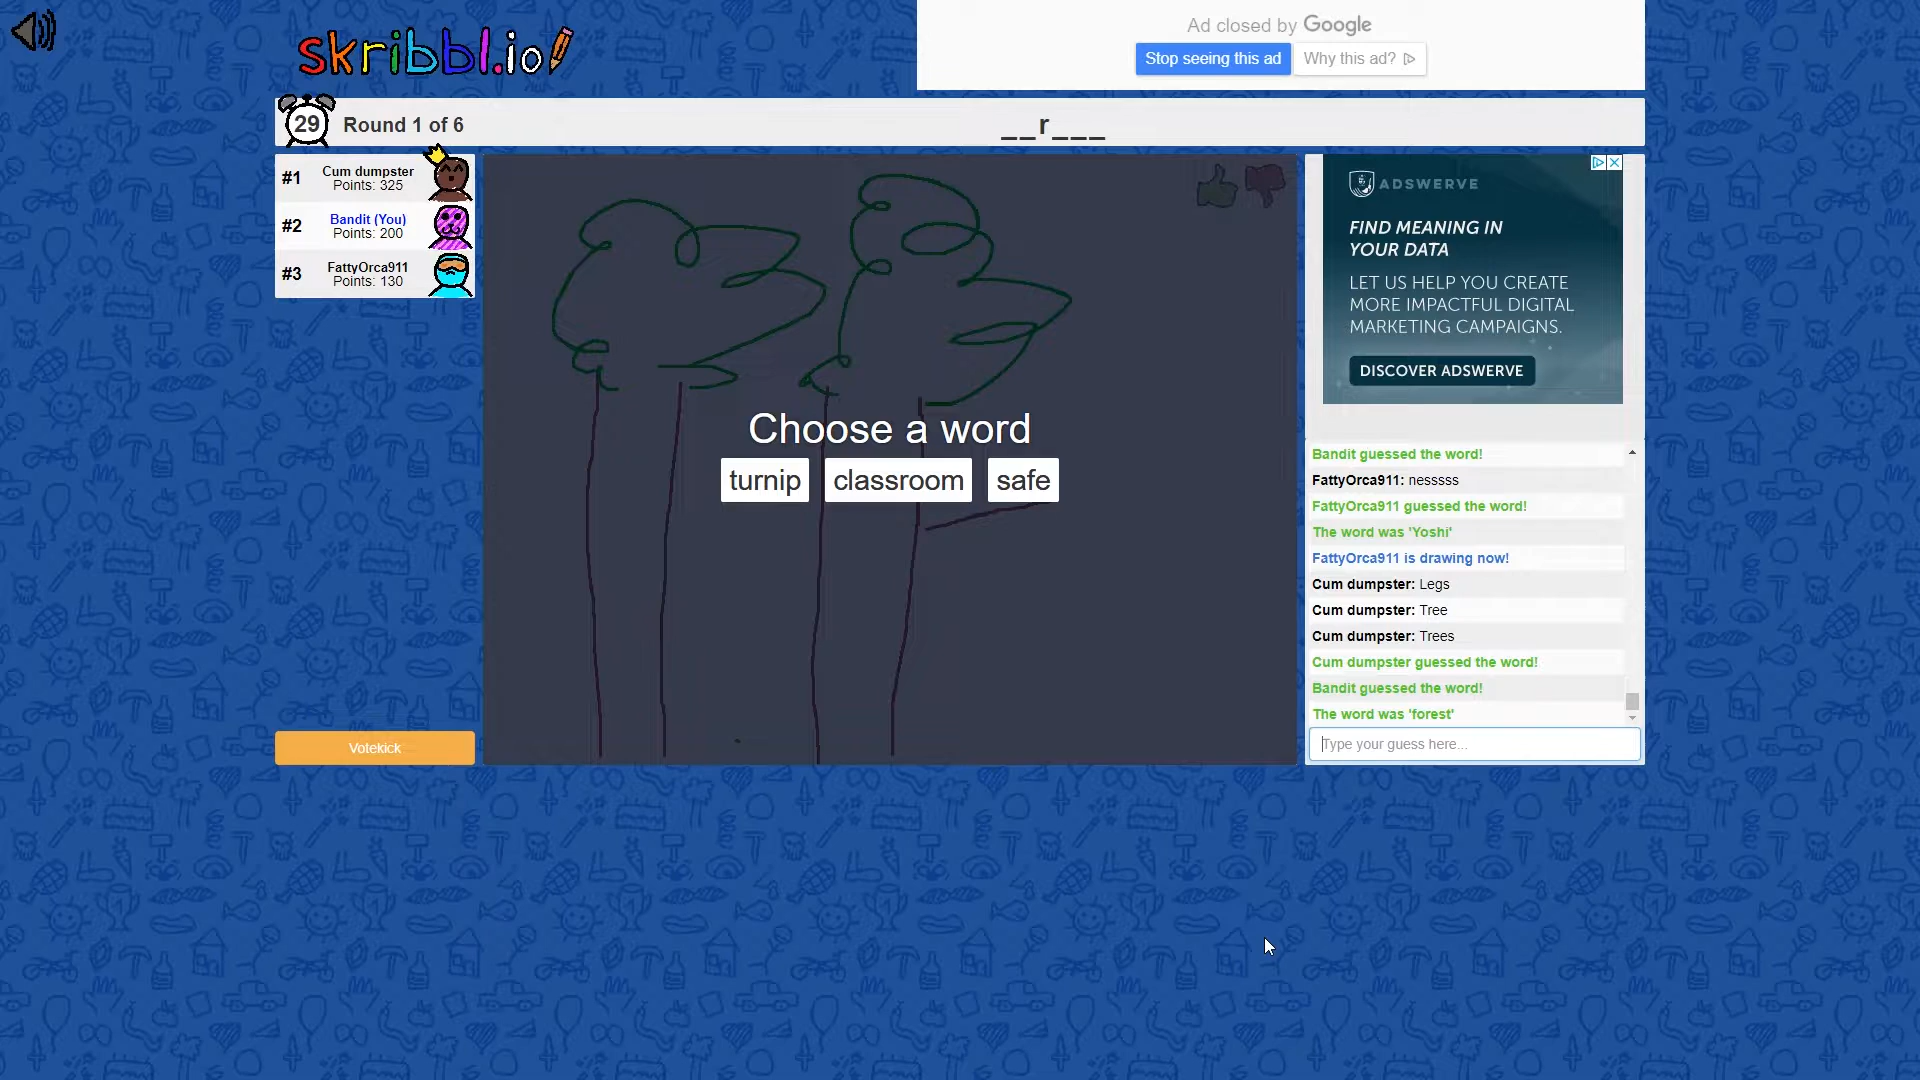 skribbl.io
Ad closed by Google
Stop seeing this ad
Why this ad?
29
Round 1 of 6
__r___
#1
Cum dumpster
Points: 325
#2
Bandit (You)
Points: 200
#3
FattyOrca911
Points: 130
Choose a word
turnip
classroom
safe
Votekick
ADSWERVE
FIND MEANING IN
YOUR DATA
LET US HELP YOU CREATE
MORE IMPACTFUL DIGITAL
MARKETING CAMPAIGNS.
DISCOVER ADSWERVE
Bandit guessed the word!
FattyOrca911: nesssss
FattyOrca911 guessed the word!
The word was 'Yoshi'
FattyOrca911 is drawing now!
Cum dumpster: Legs
Cum dumpster: Tree
Cum dumpster: Trees
Cum dumpster guessed the word!
Bandit guessed the word!
The word was 'forest'
Type your guess here...